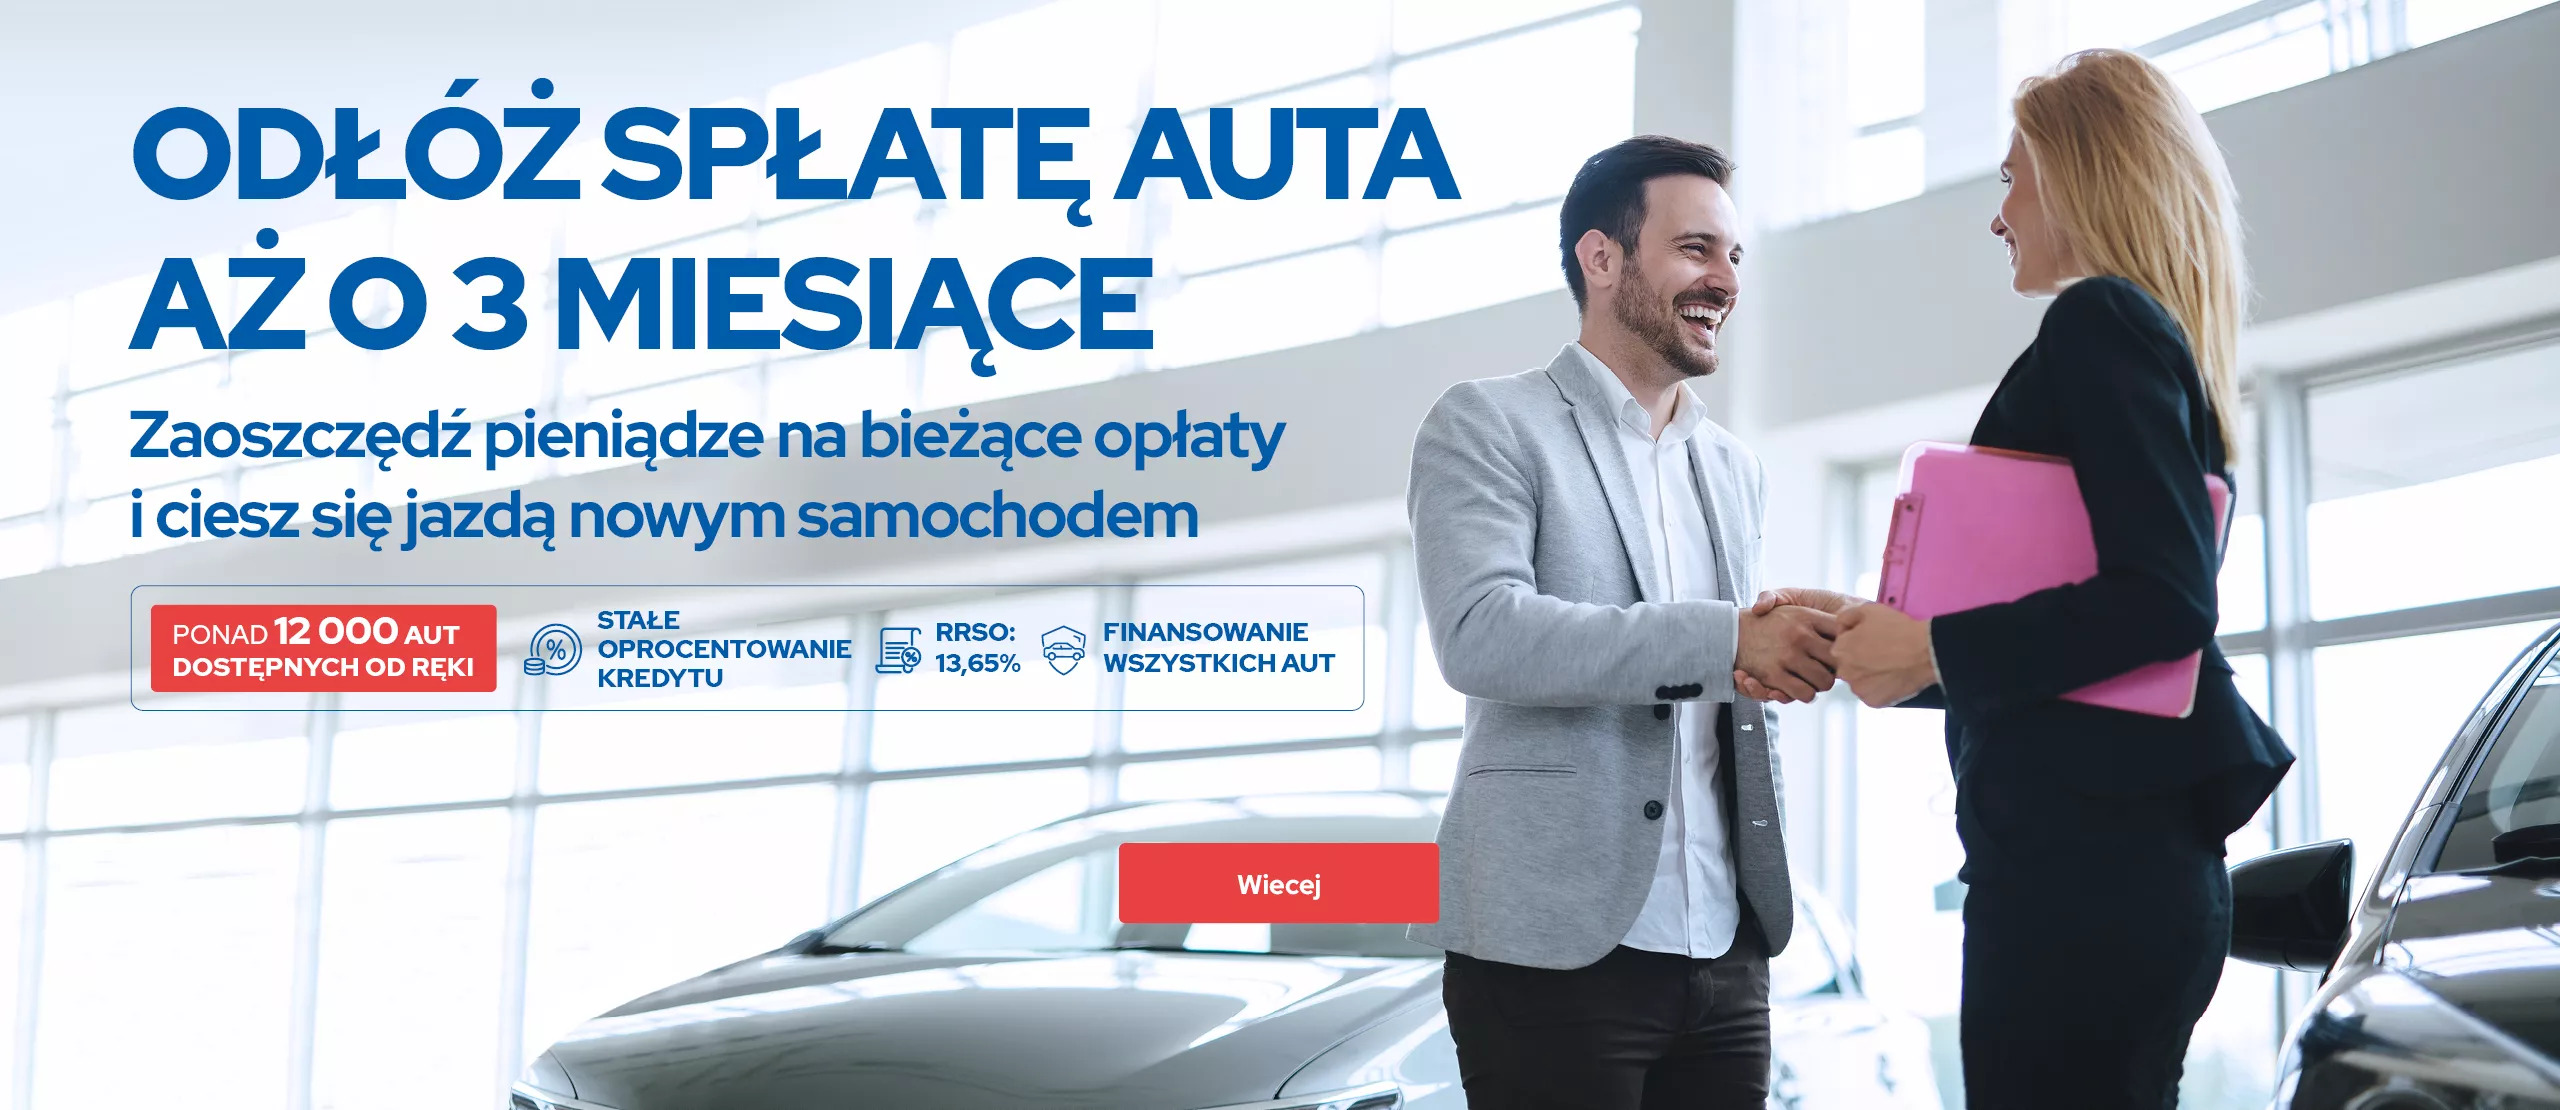 ODŁÓŻ SPŁATĘ AUTA
AŻ O 3 MIESIĄCE
Zaoszczędź pieniądze na bieżące opłaty
i ciesz się jazdą nowym samochodem
PONAD 12 000 AUT
DOSTĘPNYCH OD RĘKI
STAŁE
OPROCENTOWANIE
KREDYTU
RRSO:
13,65%
FINANSOWANIE
WSZYSTKICH AUT
Wiecej